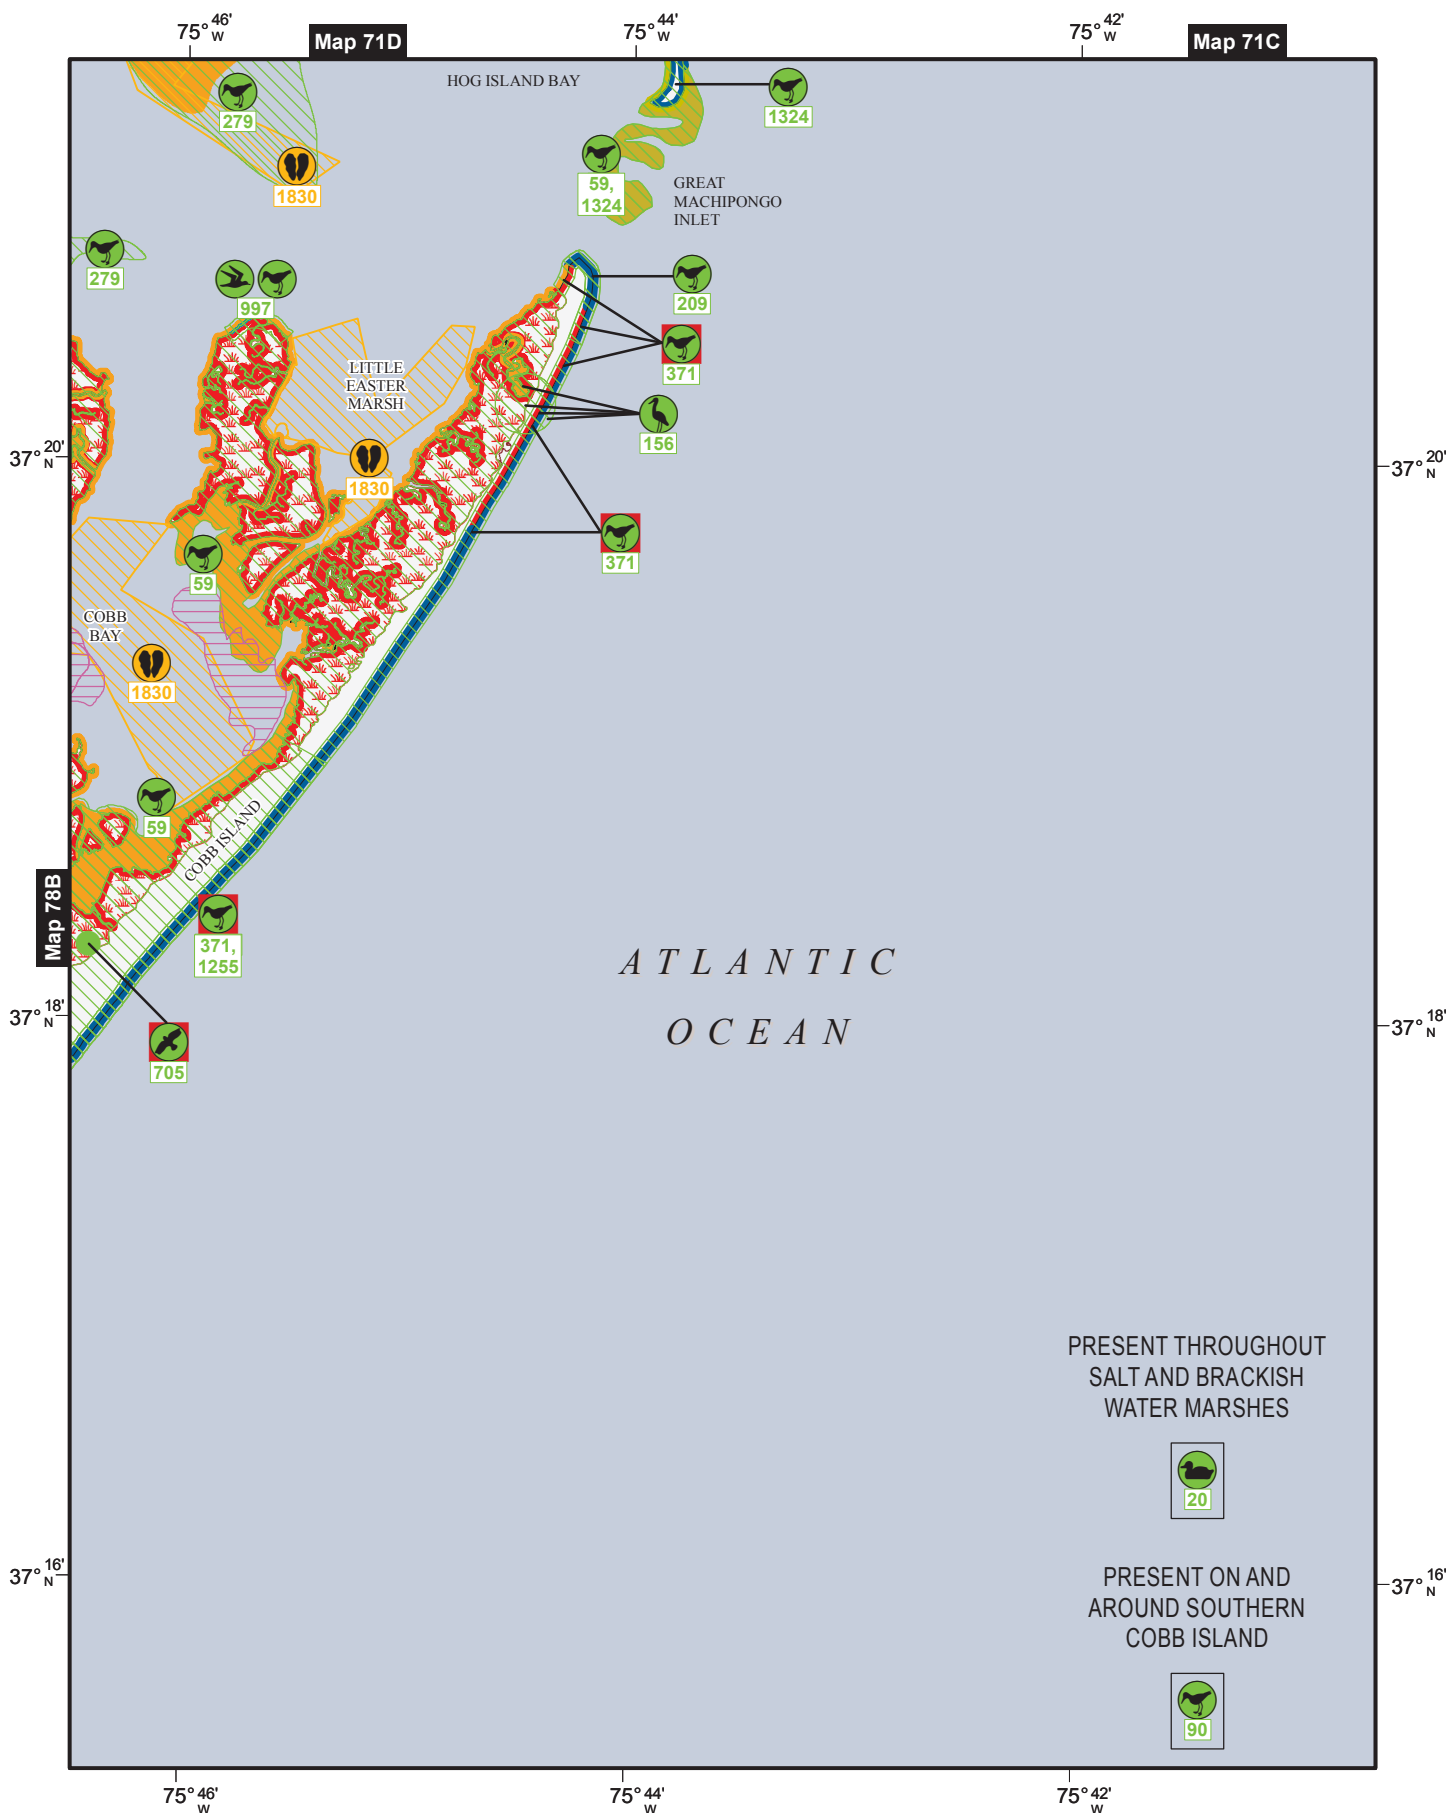 75° 46' W
75° 44' W
75° 42' W
Map 71D
Map 71C
HOG ISLAND BAY
279
1324
1830
59,
1324
GREAT
MACHIPONGO
INLET
279
997
209
371
LITTLE
EASTER
MARSH
156
37° 20' N
37° 20' N
1830
371
59
COBB
BAY
1830
59
COBB ISLAND
Map 78B
371,
1255
ATLANTIC
OCEAN
37° 18' N
37° 18' N
705
PRESENT THROUGHOUT
SALT AND BRACKISH
WATER MARSHES
20
37° 16' N
37° 16' N
PRESENT ON AND
AROUND SOUTHERN
COBB ISLAND
90
75° 46' W
75° 44' W
75° 42' W